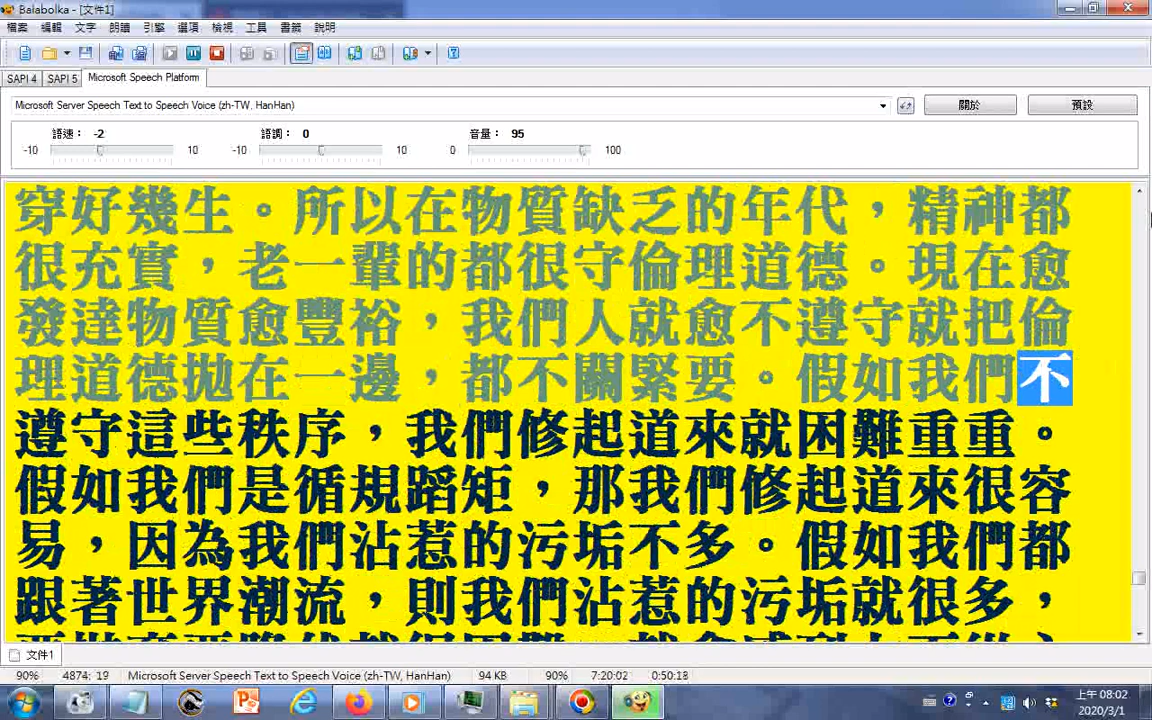 Balabolka - [文件1]
檔案 編輯 文字 朗讀 引擎 選項 檢視 工具 書籤 說明
SAPI 4 SAPI 5 Microsoft Speech Platform
Microsoft Server Speech Text to Speech Voice (zh-TW, HanHan) 關於 預設
語速： -2 語調： 0 音量： 95
-10 10 -10 10 0 100
穿好幾生。所以在物質缺乏的年代，精神都
很充實，老一輩的都很守倫理道德。現在愈
發達物質愈豐裕，我們人就愈不遵守就把倫
理道德拋在一邊，都不關緊要。假如我們不
遵守這些秩序，我們修起道來就困難重重。
假如我們是循規蹈矩，那我們修起道來很容
易，因為我們沾惹的污垢不多。假如我們都
跟著世界潮流，則我們沾惹的污垢就很多，
文件1
90% 4874: 19 Microsoft Server Speech Text to Speech Voice (zh-TW, HanHan) 94 KB 90% 7:20:02 0:50:18
上午 08:02
2020/3/1